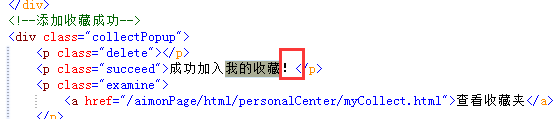 </div>
<!--添加收藏成功-->
<div class="collectPopup">
<p class="delete"></p>
<p class="succeed">成功加入我的收藏！</p>
<p class="examine">
<a href="/aimonPage/html/personalCenter/myCollect.html">查看收藏夹</a>
</p>